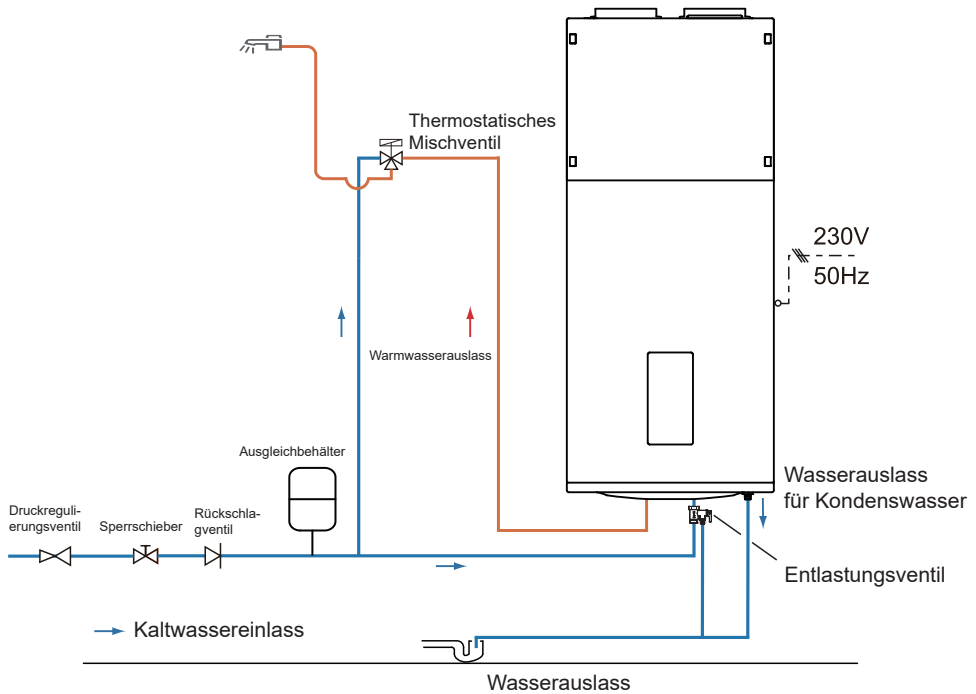 Thermostatisches
Mischventil
230V
50Hz
Warmwasserauslass
Ausgleichbehälter
Wasserauslass
für Kondenswasser
Druckreguli-
erungsventil
Sperrschieber
Rückschla-
gventil
Entlastungsventil
Kaltwassereinlass
Wasserauslass